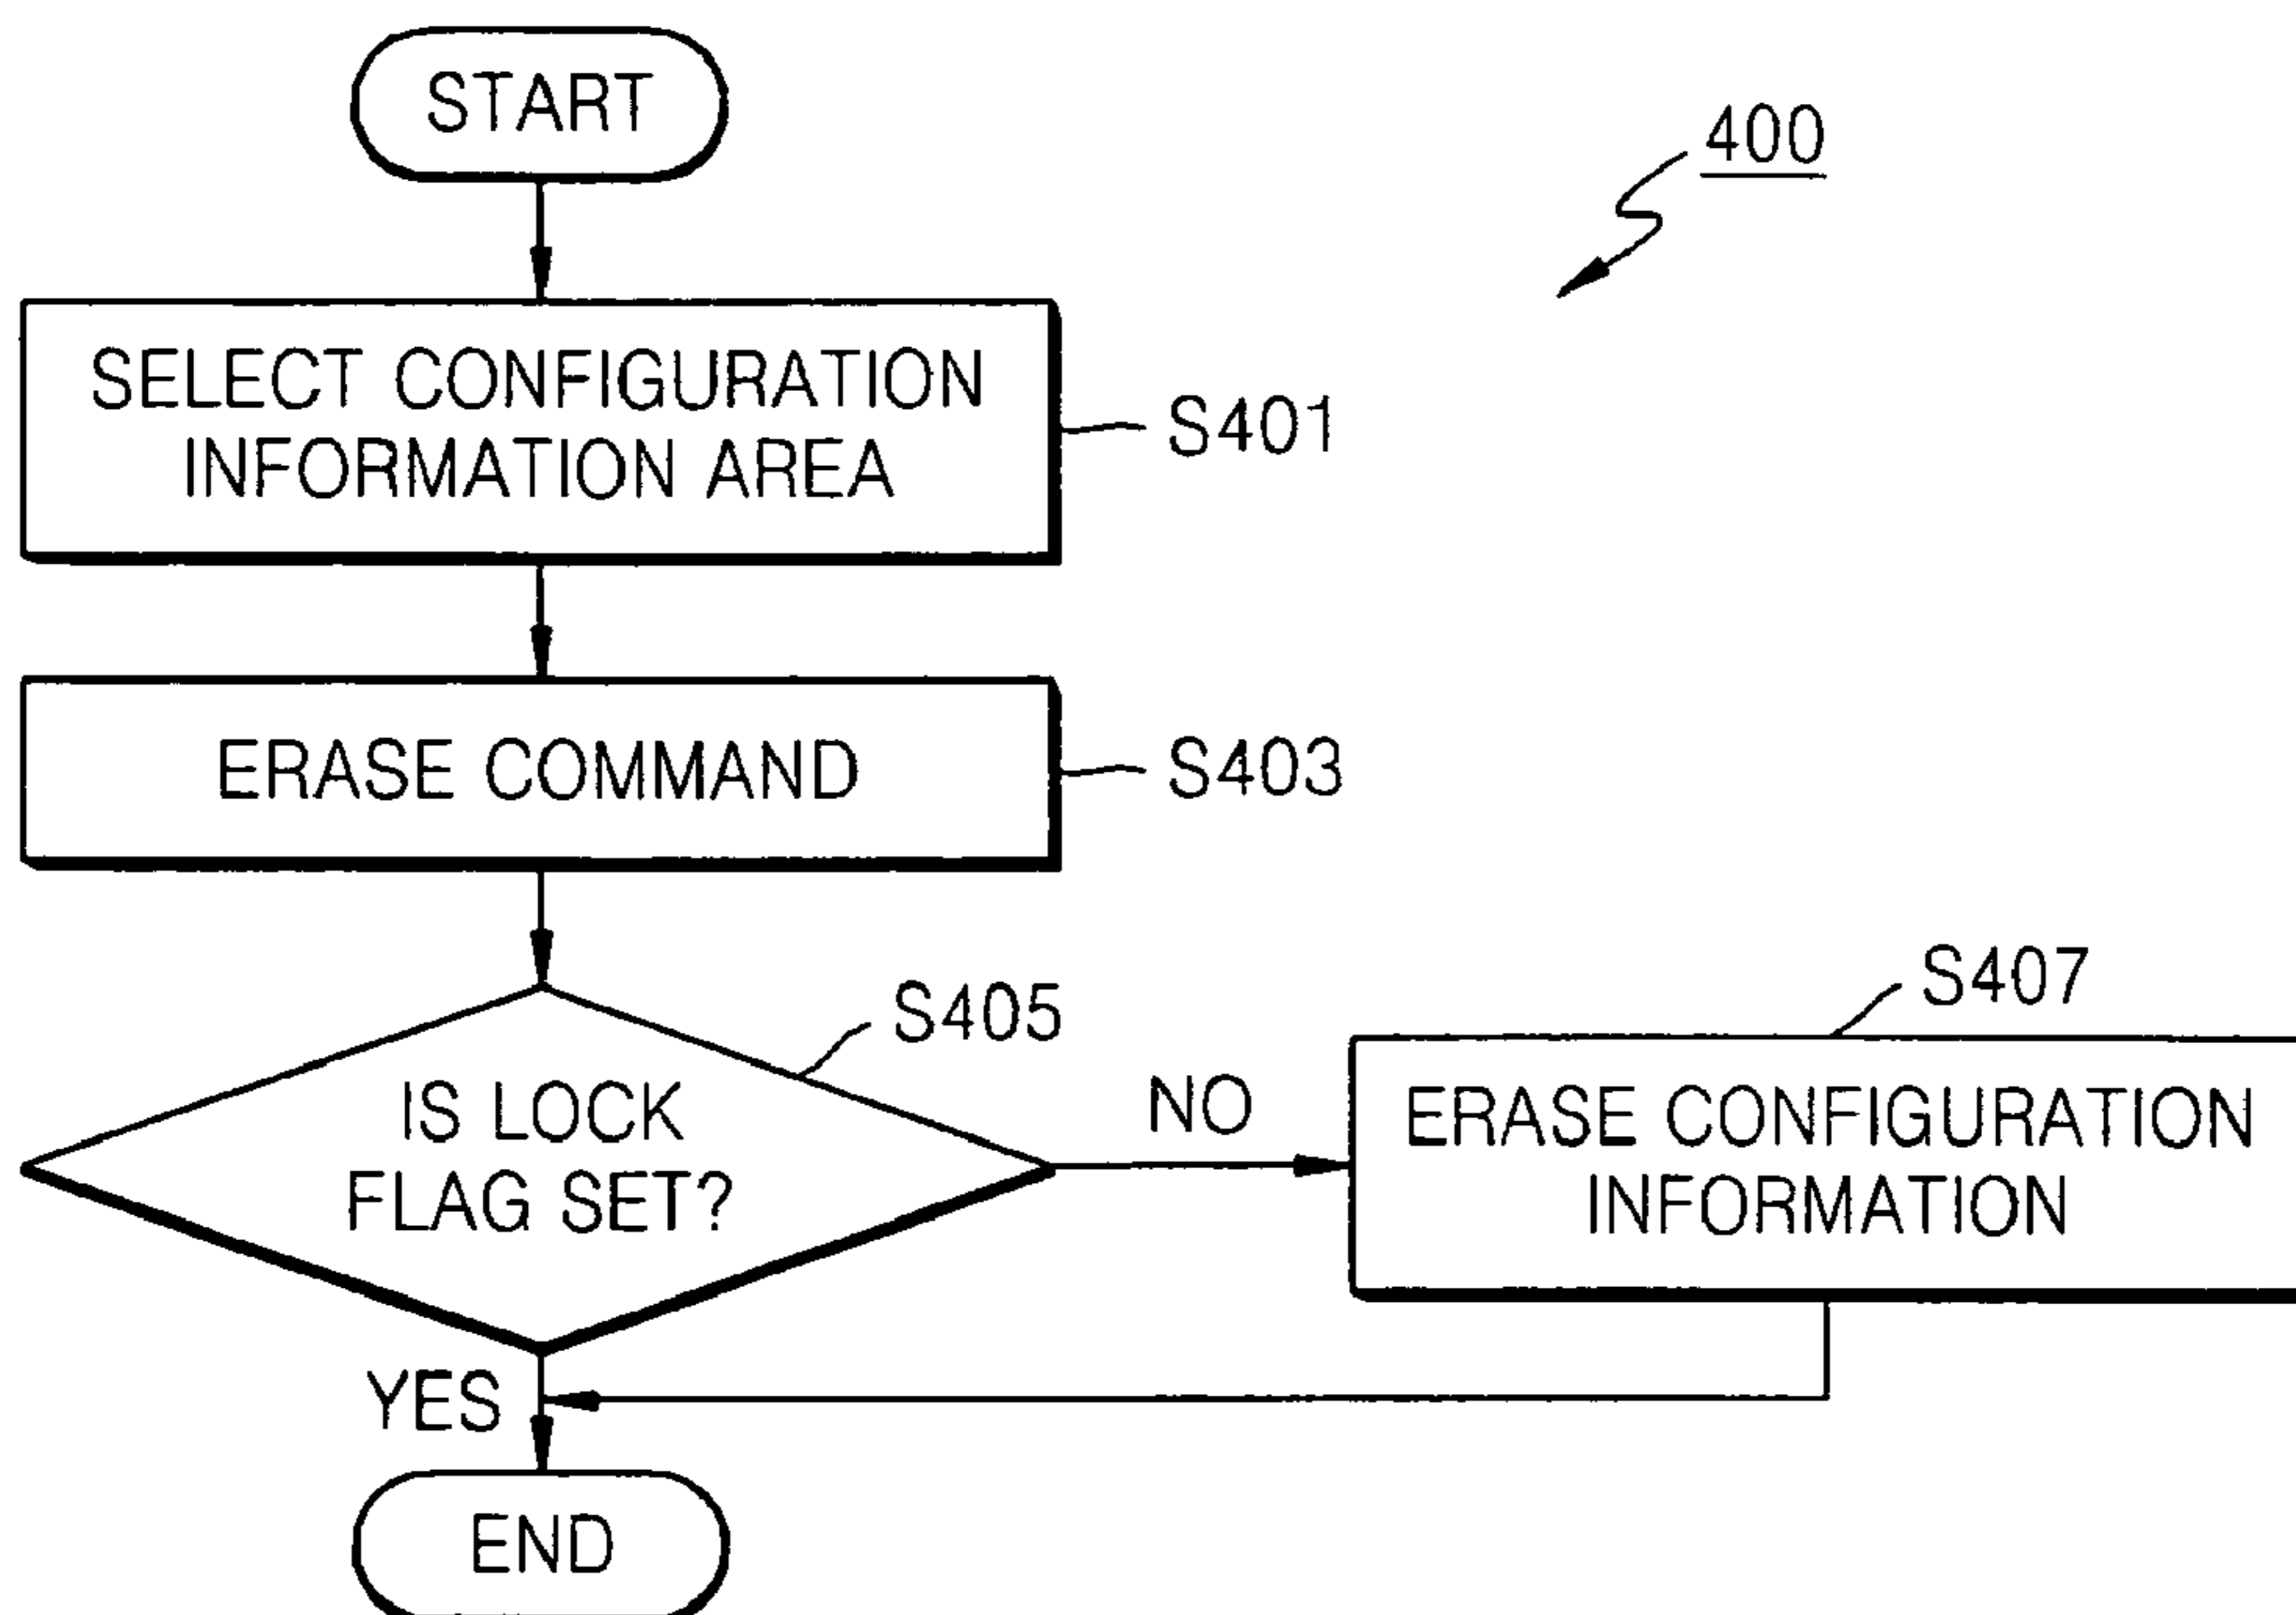 START
400
SELECT CONFIGURATION
INFORMATION AREA
S401
ERASE COMMAND
S403
S405
IS LOCK
FLAG SET?
NO
S407
ERASE CONFIGURATION
INFORMATION
YES
END